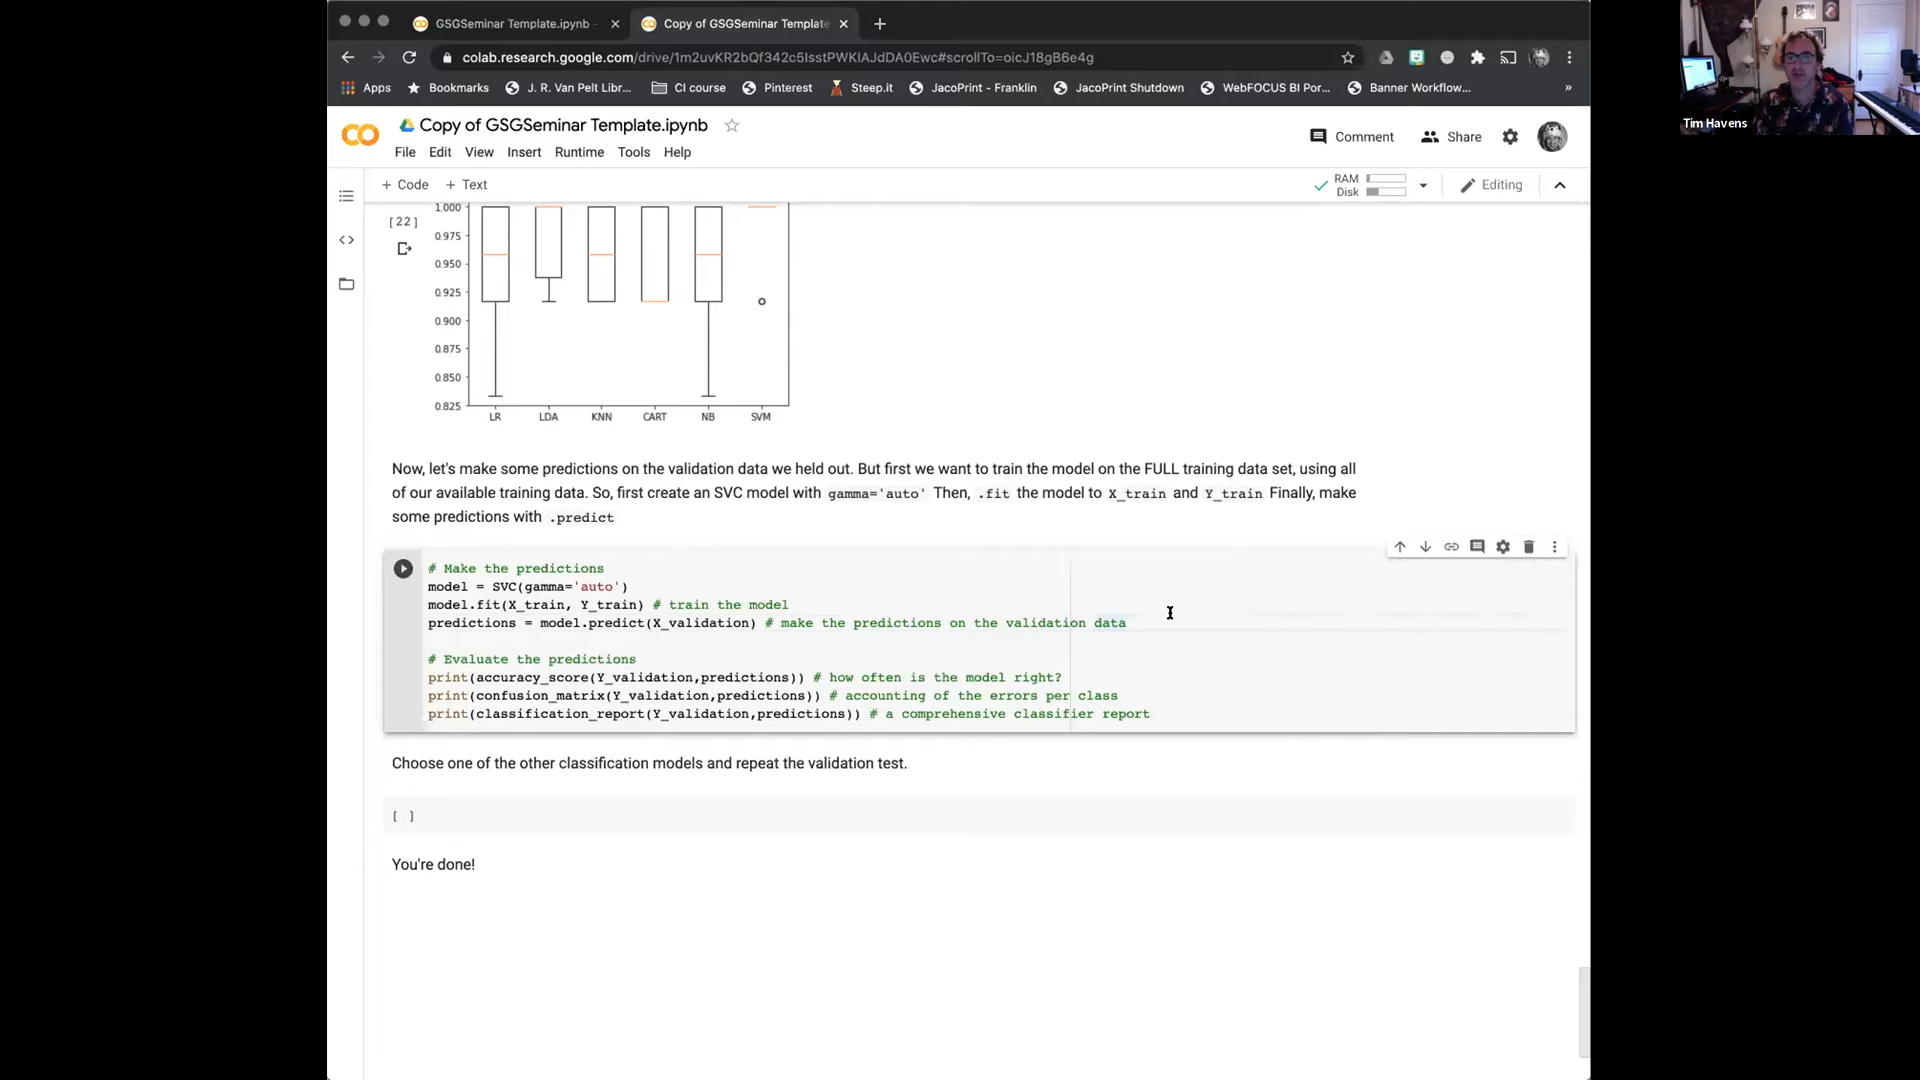 GSGSeminar Template.ipynb -
Copy of GSGSeminar Template
colab.research.google.com/drive/1m2uvKR2bQf342c5IsstPWKIAJdDA0Ewc#scrollTo=oicJ18gB6e4g
Apps
Bookmarks
J. R. Van Pelt Libr...
CI course
Pinterest
Steep.it
JacoPrint - Franklin
JacoPrint Shutdown
WebFOCUS BI Por...
Banner Workflow...
»
Tim Havens
Copy of GSGSeminar Template.ipynb
Comment
Share
File Edit View Insert Runtime Tools Help
+ Code + Text
RAM
Disk
Editing
[22]
1.000
0.975
0.950
0.925
0.900
0.875
0.850
0.825
LR LDA KNN CART NB SVM
Now, let's make some predictions on the validation data we held out. But first we want to train the model on the FULL training data set, using all
of our available training data. So, first create an SVC model with gamma='auto' Then, .fit the model to X_train and Y_train Finally, make
some predictions with .predict
# Make the predictions
model = SVC(gamma='auto')
model.fit(X_train, Y_train) # train the model
predictions = model.predict(X_validation) # make the predictions on the validation data
# Evaluate the predictions
print(accuracy_score(Y_validation,predictions)) # how often is the model right?
print(confusion_matrix(Y_validation,predictions)) # accounting of the errors per class
print(classification_report(Y_validation,predictions)) # a comprehensive classifier report
Choose one of the other classification models and repeat the validation test.
[ ]
You're done!